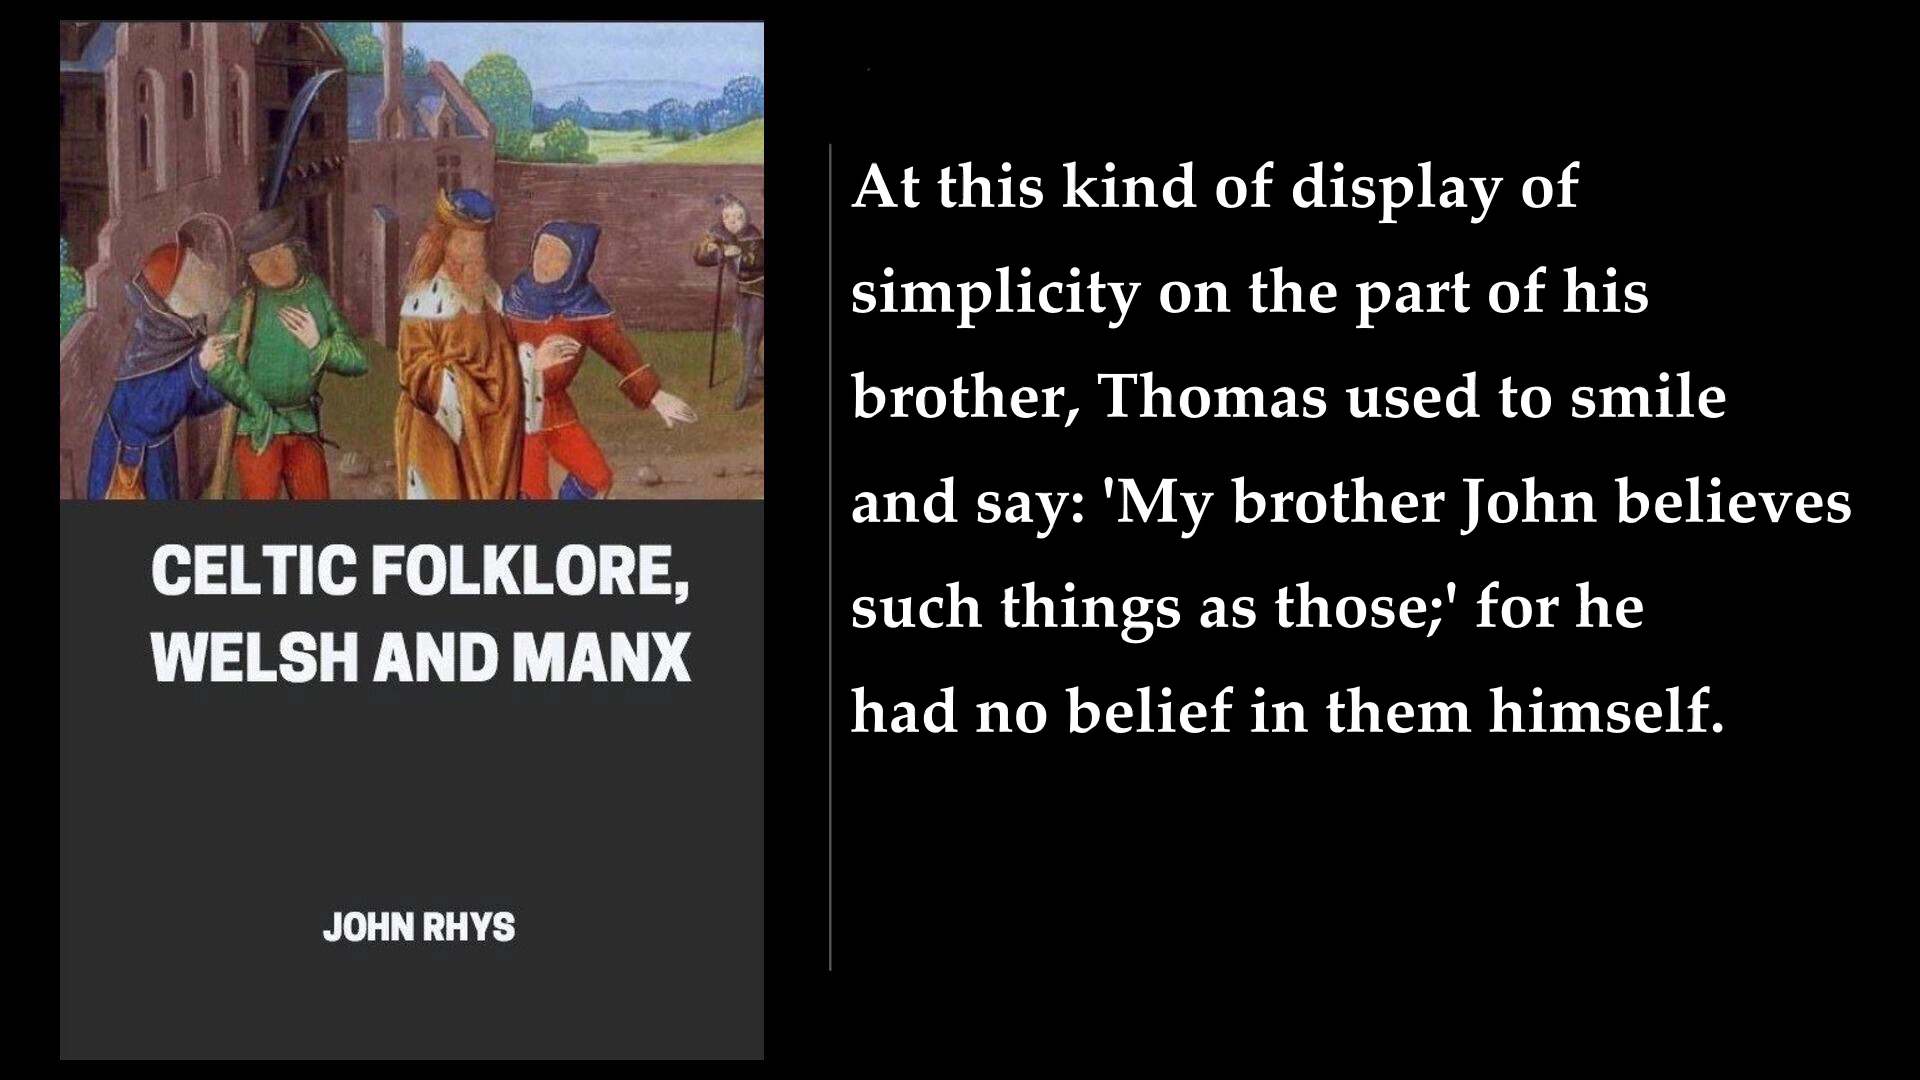 CELTIC FOLKLORE,
WELSH AND MANX
JOHN RHYS
At this kind of display of
simplicity on the part of his
brother, Thomas used to smile
and say: 'My brother John believes
such things as those;' for he
had no belief in them himself.